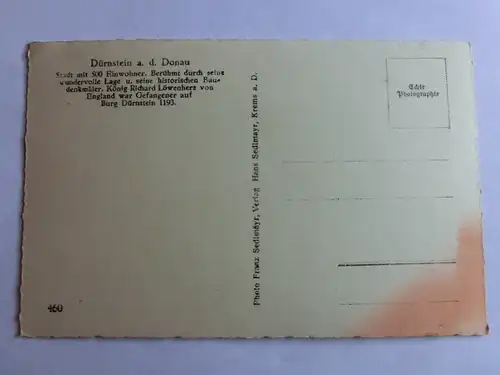 Dürnstein a. d. Donau
Stadt mit 500 Einwohner. Berühmt durch seine
wundervolle Lage u. seine historischen Bau-
denkmäler. König Richard Löwenherz von
England war Gefangener auf
Burg Dürnstein 1193.
460
Photo Franz Sedlmayr, Verlag Hans Sedlmayr, Krems a. D.
Echte
Photographie